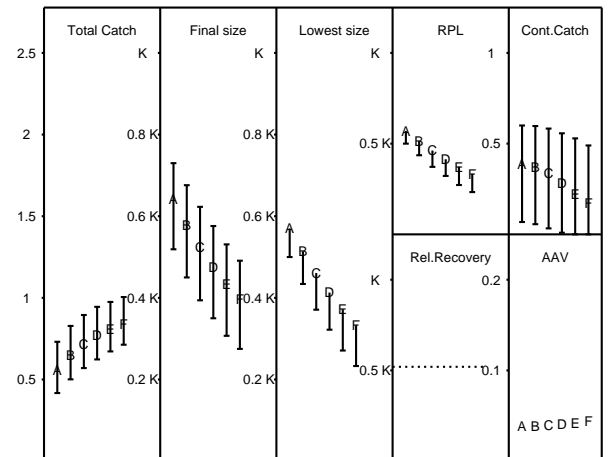 Total Catch Final size Lowest size RPL Cont.Catch
2.5 K K 1
2 0.8 K 0.8 K
0.5 K 0.5
1.5 0.6 K 0.6 K
A B C D E F
A B C D E F
A B C D E F
A B C D E F
A B C D E F
Rel.Recovery AAV
K 0.2
1 0.4 K 0.4 K
A B C D E F
0.5 0.2 K 0.2 K 0.5 K 0.1